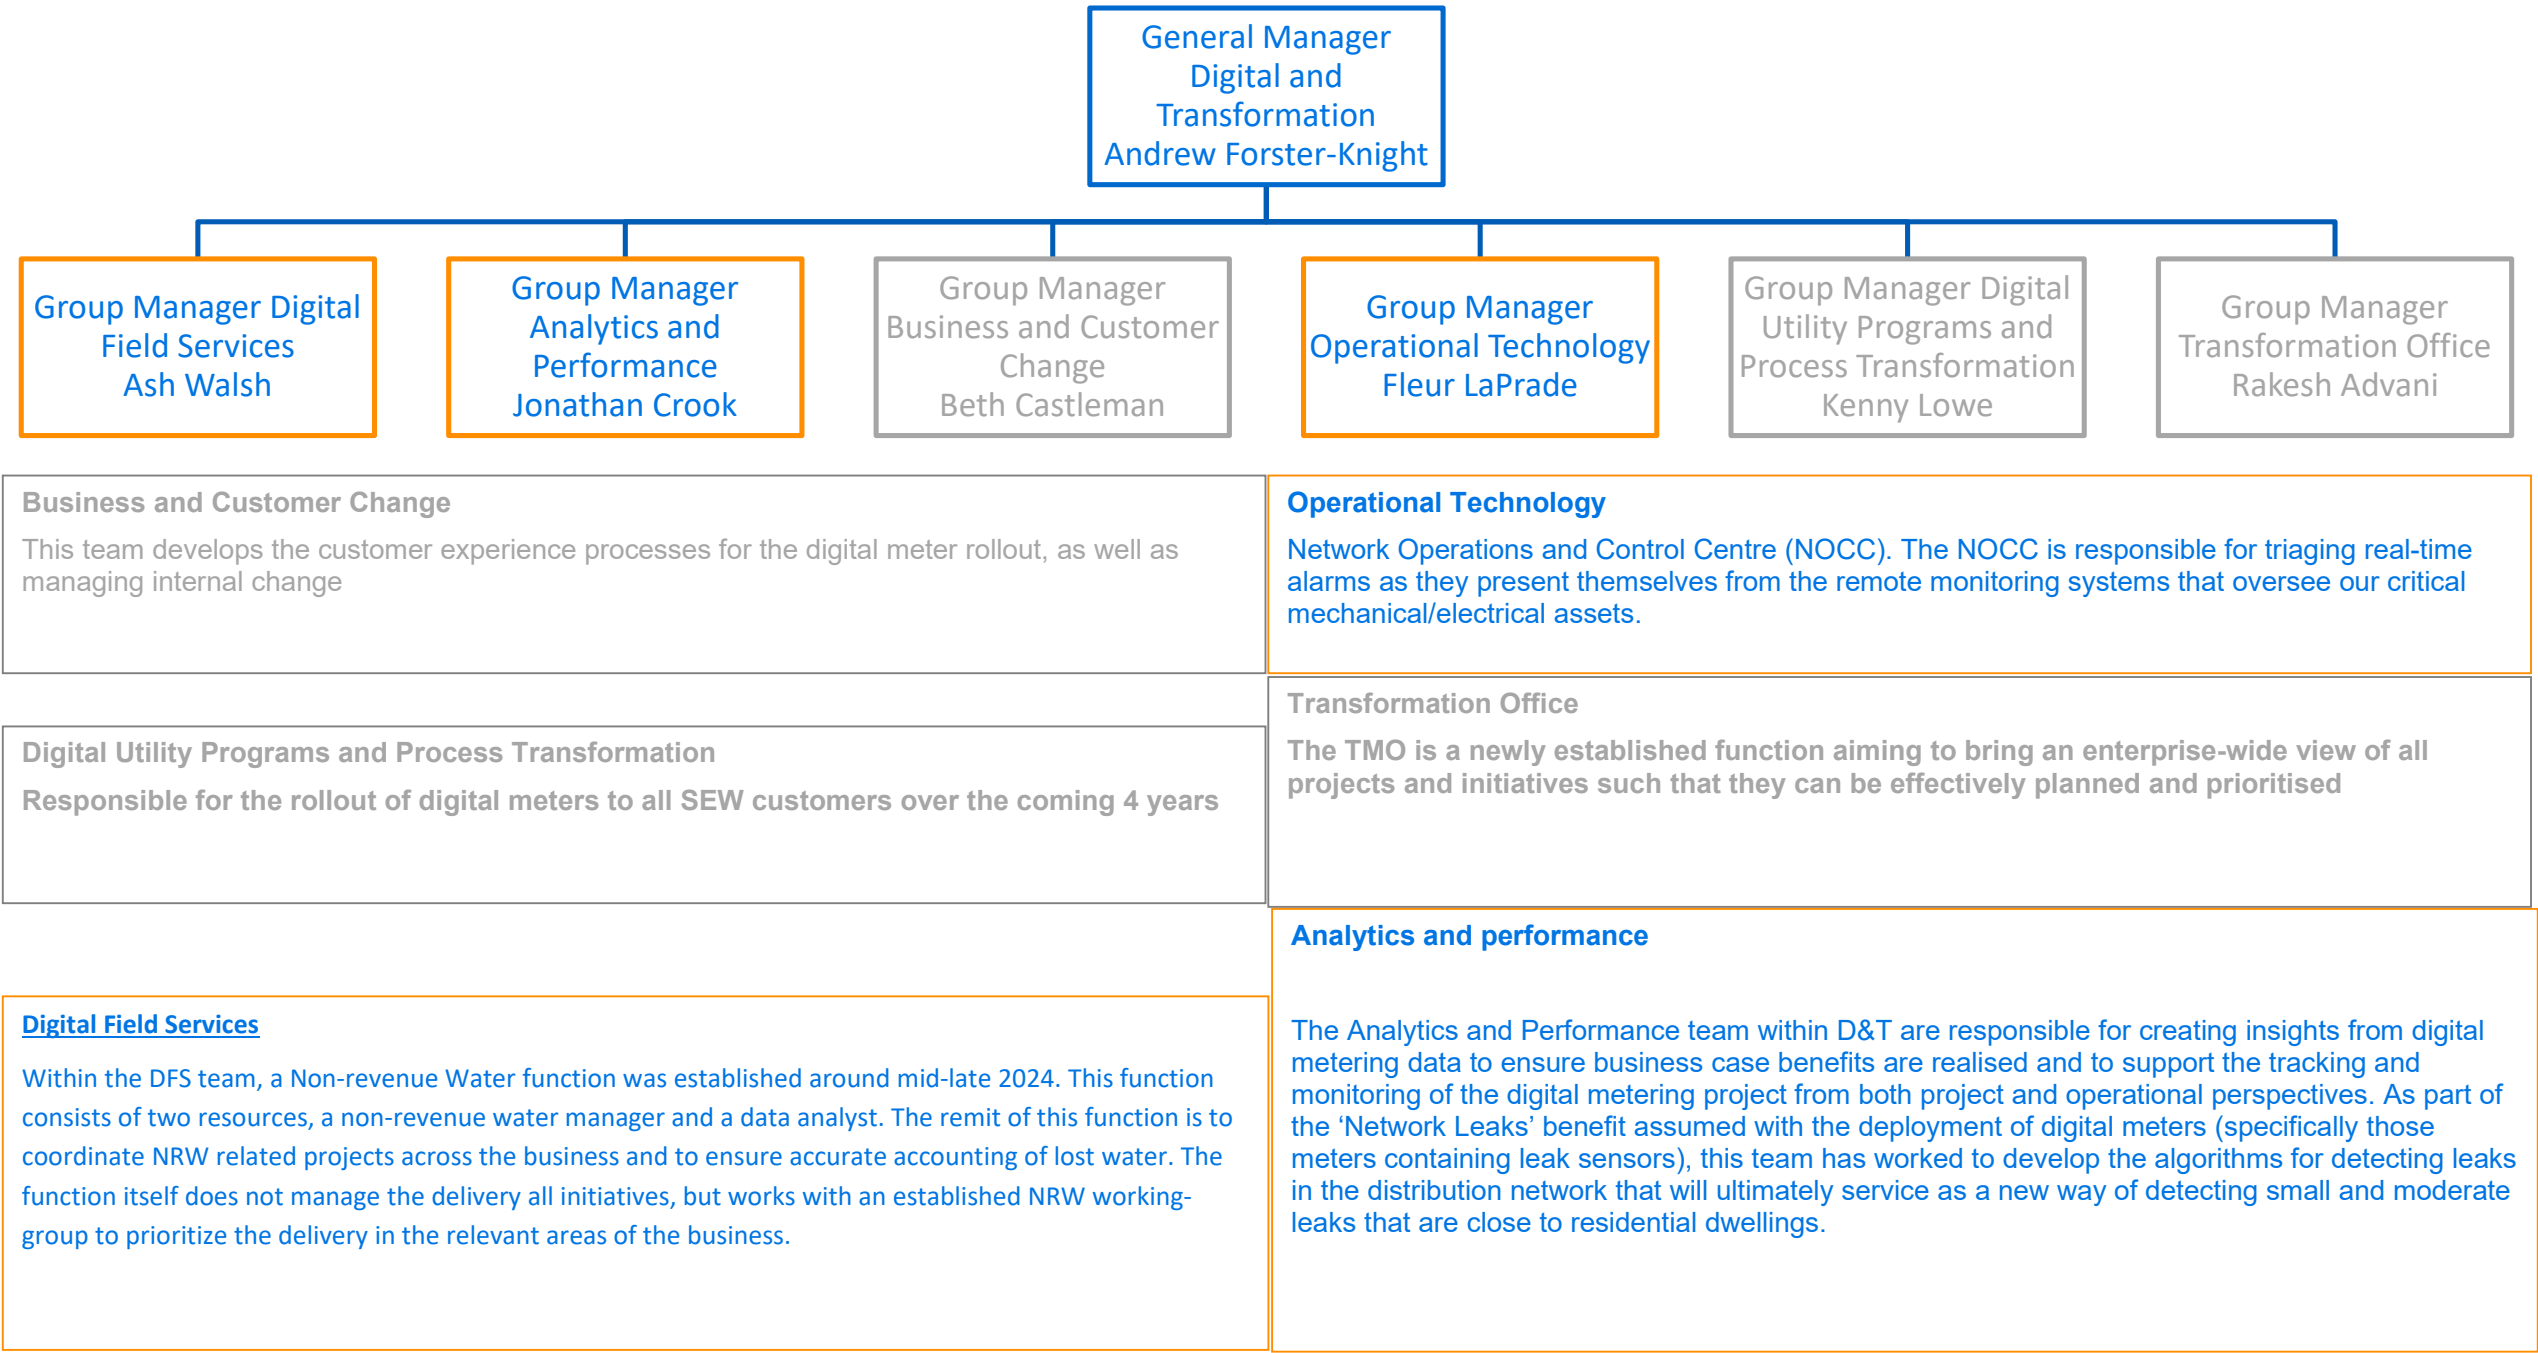 General Manager
Digital and
Transformation
Andrew Forster-Knight
Group Manager Digital
Field Services
Ash Walsh
Group Manager
Analytics and
Performance
Jonathan Crook
Group Manager
Business and Customer
Change
Beth Castleman
Group Manager
Operational Technology
Fleur LaPrade
Group Manager Digital
Utility Programs and
Process Transformation
Kenny Lowe
Group Manager
Transformation Office
Rakesh Advani
Business and Customer Change
This team develops the customer experience processes for the digital meter rollout, as well as
managing internal change
Operational Technology
Network Operations and Control Centre (NOCC). The NOCC is responsible for triaging real-time
alarms as they present themselves from the remote monitoring systems that oversee our critical
mechanical/electrical assets.
Digital Utility Programs and Process Transformation
Responsible for the rollout of digital meters to all SEW customers over the coming 4 years
Transformation Office
The TMO is a newly established function aiming to bring an enterprise-wide view of all
projects and initiatives such that they can be effectively planned and prioritised
Digital Field Services
Within the DFS team, a Non-revenue Water function was established around mid-late 2024. This function
consists of two resources, a non-revenue water manager and a data analyst. The remit of this function is to
coordinate NRW related projects across the business and to ensure accurate accounting of lost water. The
function itself does not manage the delivery all initiatives, but works with an established NRW working-
group to prioritize the delivery in the relevant areas of the business.
Analytics and performance
The Analytics and Performance team within D&T are responsible for creating insights from digital
metering data to ensure business case benefits are realised and to support the tracking and
monitoring of the digital metering project from both project and operational perspectives. As part of
the ‘Network Leaks’ benefit assumed with the deployment of digital meters (specifically those
meters containing leak sensors), this team has worked to develop the algorithms for detecting leaks
in the distribution network that will ultimately service as a new way of detecting small and moderate
leaks that are close to residential dwellings.